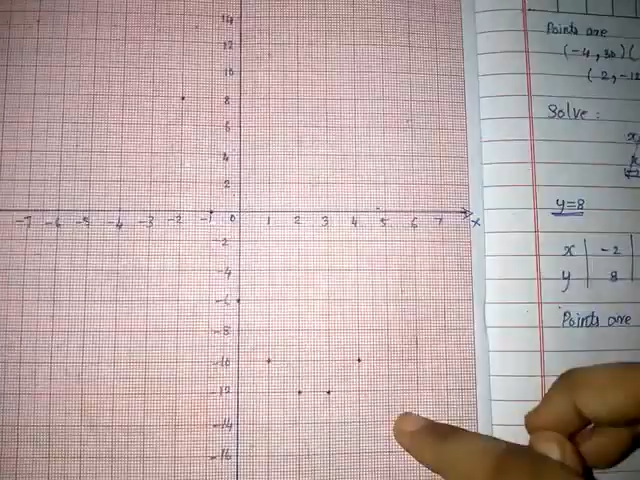 14
12
10
8
6
4
2
-7 -6 -5 -4 -3 -2 -1 0 1 2 3 4 5 6 7 x
-2
-4
-6
-8
-10
-12
-14
-16
Points are
(-4, 30) (
(2, -12
Solve :
y=8
x | -2 |
y | 8 |
Points are